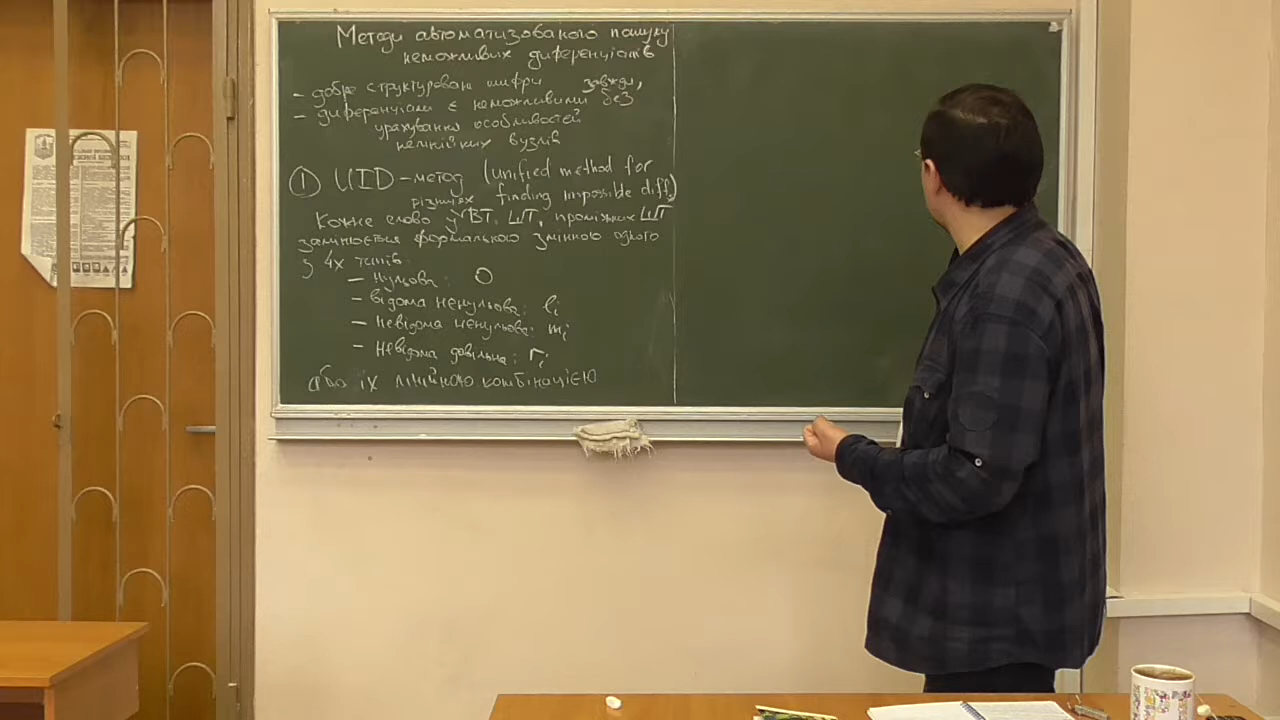 Методи автоматизованого пошуку
неможливих диференціалів
- добре структуровані шифри завжди,
- диференціали є неможливими без
урахування особливостей
нелінійних вузлів
① UID - метод (unified method for
різницях finding impossible diff.)
Кожне слово у ВТ, ШТ, проміжних ШТ
замінюється формальною змінною одного
з 4х типів:
- Нульова: 0
- відома ненульова: lᵢ
- невідома ненульова: mᵢ
- невідома довільна: rᵢ
або їх лінійною комбінацією